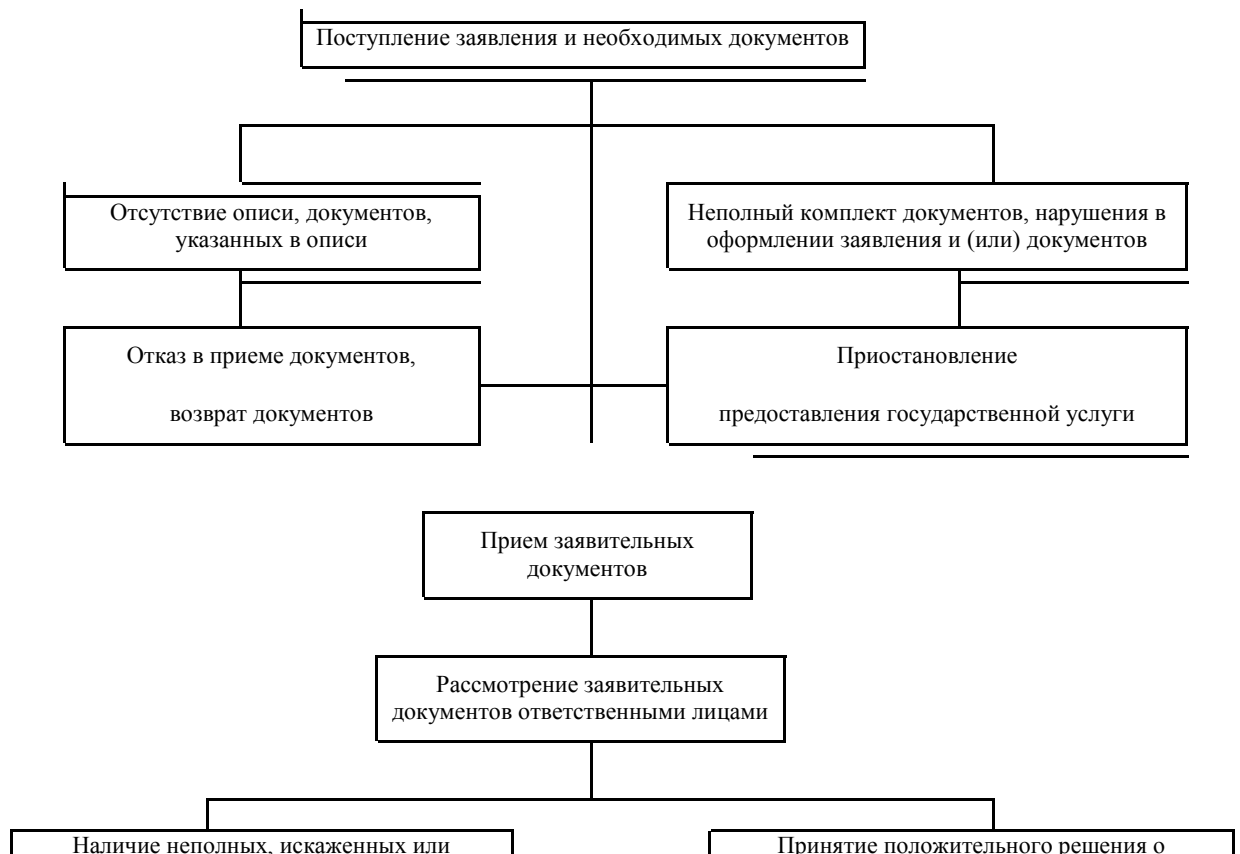 Поступление заявления и необходимых документов
Отсутствие описи, документов,
указанных в описи
Неполный комплект документов, нарушения в
оформлении заявления и (или) документов
Отказ в приеме документов,
возврат документов
Приостановление
предоставления государственной услуги
Прием заявительных
документов
Рассмотрение заявительных
документов ответственными лицами
Наличие неполных, искаженных или
Принятие положительного решения о